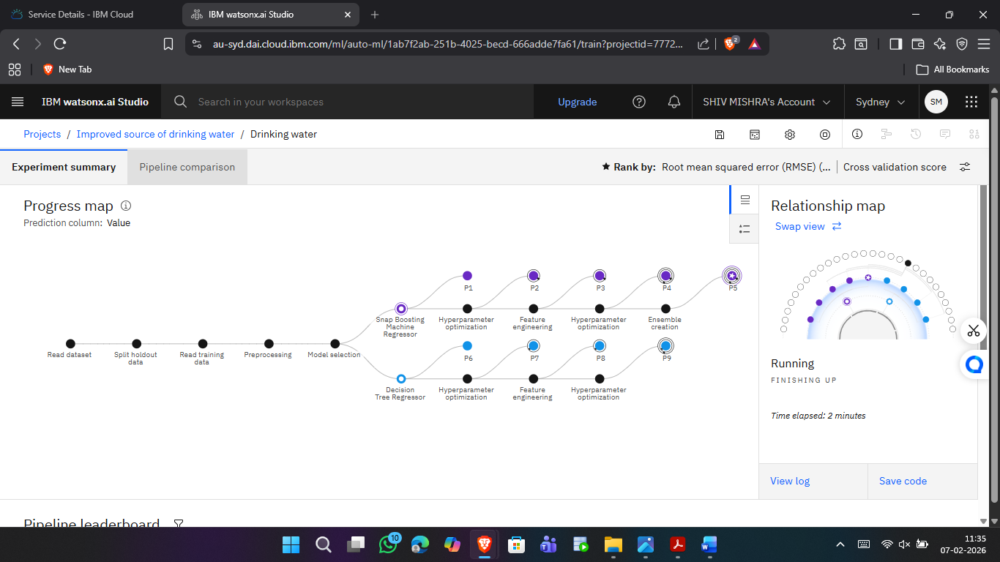 Service Details - IBM Cloud
IBM watsonx.ai Studio
au-syd.dai.cloud.ibm.com/ml/auto-ml/1ab7f2ab-251b-4025-becd-666adde7fa61/train?projectid=7772...
2
New Tab
All Bookmarks
IBM watsonx.ai Studio
Search in your workspaces
Upgrade
SHIV MISHRA's Account
Sydney
SM
Projects / Improved source of drinking water / Drinking water
Experiment summary
Pipeline comparison
Rank by: Root mean squared error (RMSE) (...
Cross validation score
Progress map
Prediction column: Value
Relationship map
Swap view
P1
P2
P3
P4
P5
Snap Boosting
Machine
Regressor
Hyperparameter
optimization
Feature
engineering
Hyperparameter
optimization
Ensemble
creation
Read dataset
Split holdout
data
Read training
data
Preprocessing
Model selection
P6
P7
P8
P9
Decision
Tree Regressor
Hyperparameter
optimization
Feature
engineering
Hyperparameter
optimization
Running
FINISHING UP
Time elapsed: 2 minutes
View log
Save code
Pipeline leaderboard
10
11:35
07-02-2026